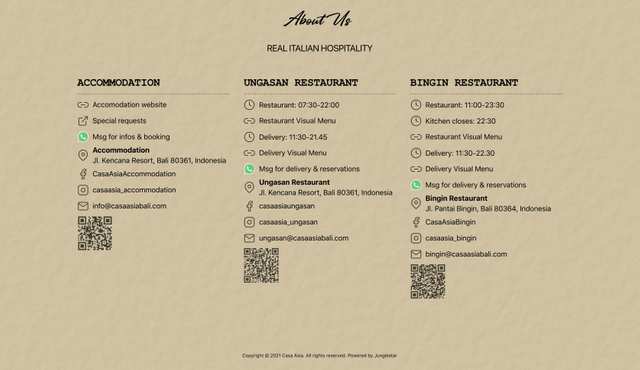 About Us
REAL ITALIAN HOSPITALITY
ACCOMMODATION
Accomodation website
Special requests
Msg for infos & booking
Accommodation
Jl. Kencana Resort, Bali 80361, Indonesia
CasaAsiaAccommodation
casaasia_accommodation
info@casaasiabali.com
UNGASAN RESTAURANT
Restaurant: 07:30-22:00
Restaurant Visual Menu
Delivery: 11:30-21.45
Delivery Visual Menu
Msg for delivery & reservations
Ungasan Restaurant
Jl. Kencana Resort, Bali 80361, Indonesia
casaasiaungasan
casaasia_ungasan
ungasan@casaasiabali.com
BINGIN RESTAURANT
Restaurant: 11:00-23:30
Kitchen closes: 22:30
Restaurant Visual Menu
Delivery: 11:30-22.30
Delivery Visual Menu
Msg for delivery & reservations
Bingin Restaurant
Jl. Pantai Bingin, Bali 80364, Indonesia
CasaAsiaBingin
casaasia_bingin
bingin@casaasiabali.com
Copyright © 2021 Casa Asia. All rights reserved. Powered by Junglestar